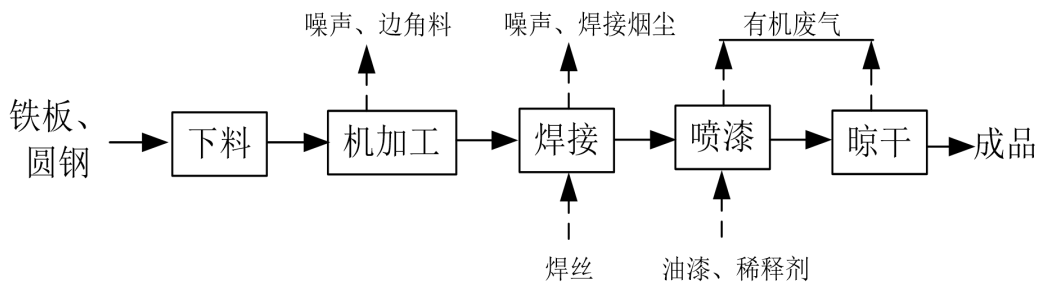 噪声、边角料
噪声、焊接烟尘
有机废气
铁板、
圆钢
下料
机加工
焊接
喷漆
晾干
成品
焊丝
油漆、稀释剂